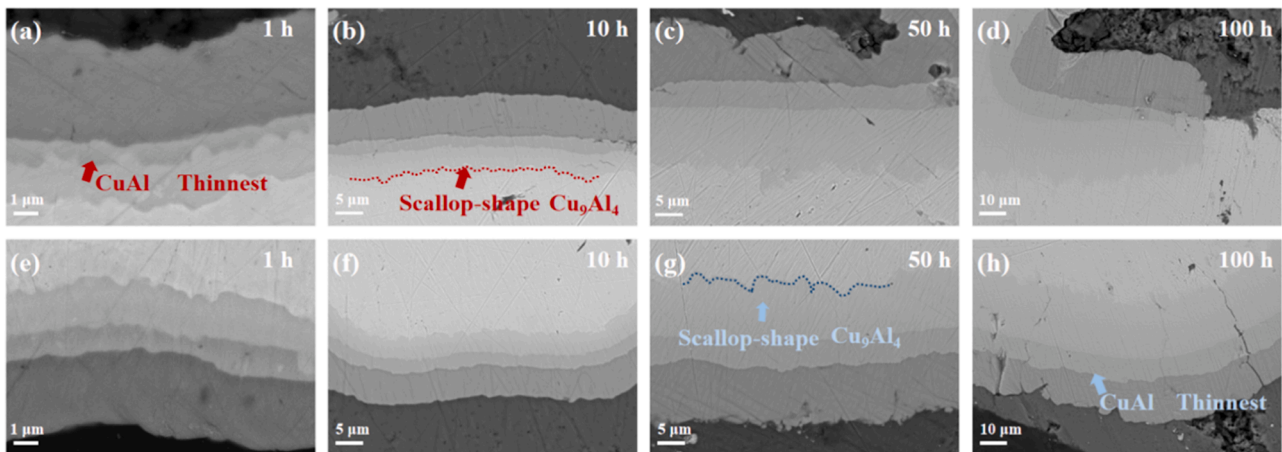 (a) 1 h
CuAl Thinnest
1 μm
(b) 10 h
Scallop-shape Cu₉Al₄
5 μm
(c) 50 h
5 μm
(d) 100 h
10 μm
(e) 1 h
1 μm
(f) 10 h
5 μm
(g) 50 h
Scallop-shape Cu₉Al₄
5 μm
(h) 100 h
CuAl Thinnest
10 μm